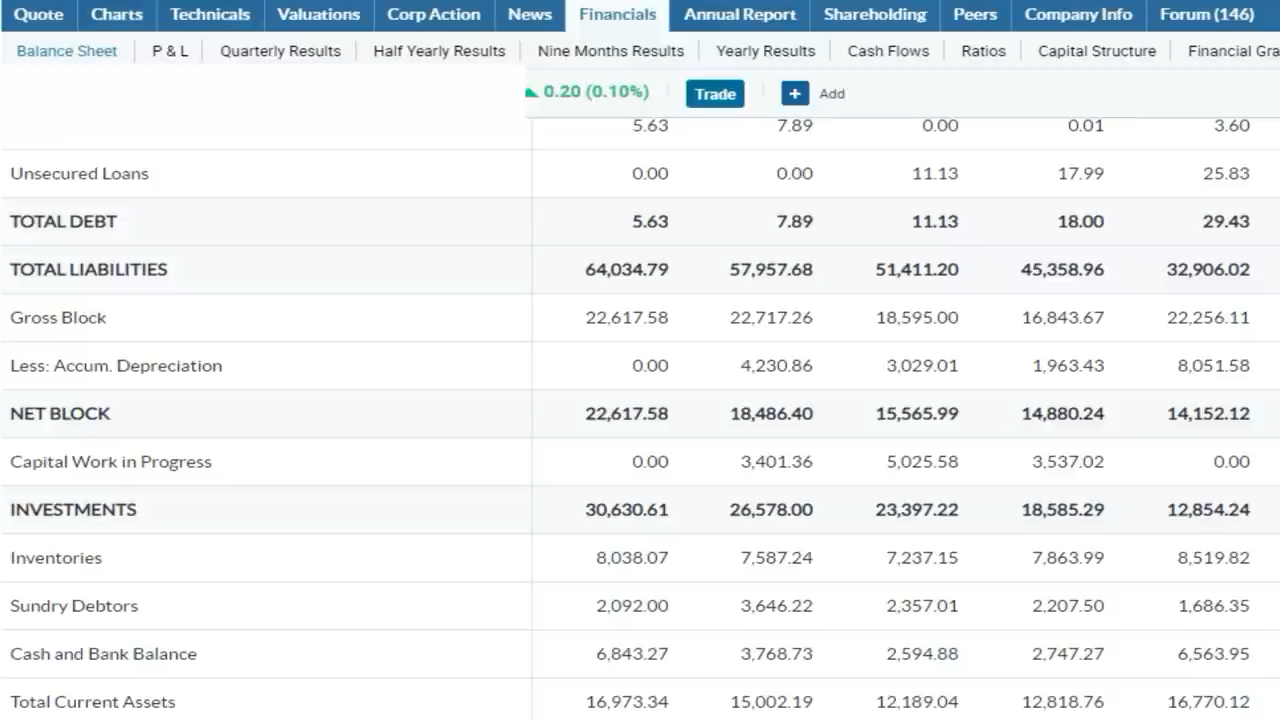 Quote Charts Technicals Valuations Corp Action News Financials Annual Report Shareholding Peers Company Info Forum (146)
Balance Sheet P & L Quarterly Results Half Yearly Results Nine Months Results Yearly Results Cash Flows Ratios Capital Structure Financial Gra
0.20 (0.10%) Trade + Add
5.63 7.89 0.00 0.01 3.60
Unsecured Loans 0.00 0.00 11.13 17.99 25.83
TOTAL DEBT 5.63 7.89 11.13 18.00 29.43
TOTAL LIABILITIES 64,034.79 57,957.68 51,411.20 45,358.96 32,906.02
Gross Block 22,617.58 22,717.26 18,595.00 16,843.67 22,256.11
Less: Accum. Depreciation 0.00 4,230.86 3,029.01 1,963.43 8,051.58
NET BLOCK 22,617.58 18,486.40 15,565.99 14,880.24 14,152.12
Capital Work in Progress 0.00 3,401.36 5,025.58 3,537.02 0.00
INVESTMENTS 30,630.61 26,578.00 23,397.22 18,585.29 12,854.24
Inventories 8,038.07 7,587.24 7,237.15 7,863.99 8,519.82
Sundry Debtors 2,092.00 3,646.22 2,357.01 2,207.50 1,686.35
Cash and Bank Balance 6,843.27 3,768.73 2,594.88 2,747.27 6,563.95
Total Current Assets 16,973.34 15,002.19 12,189.04 12,818.76 16,770.12